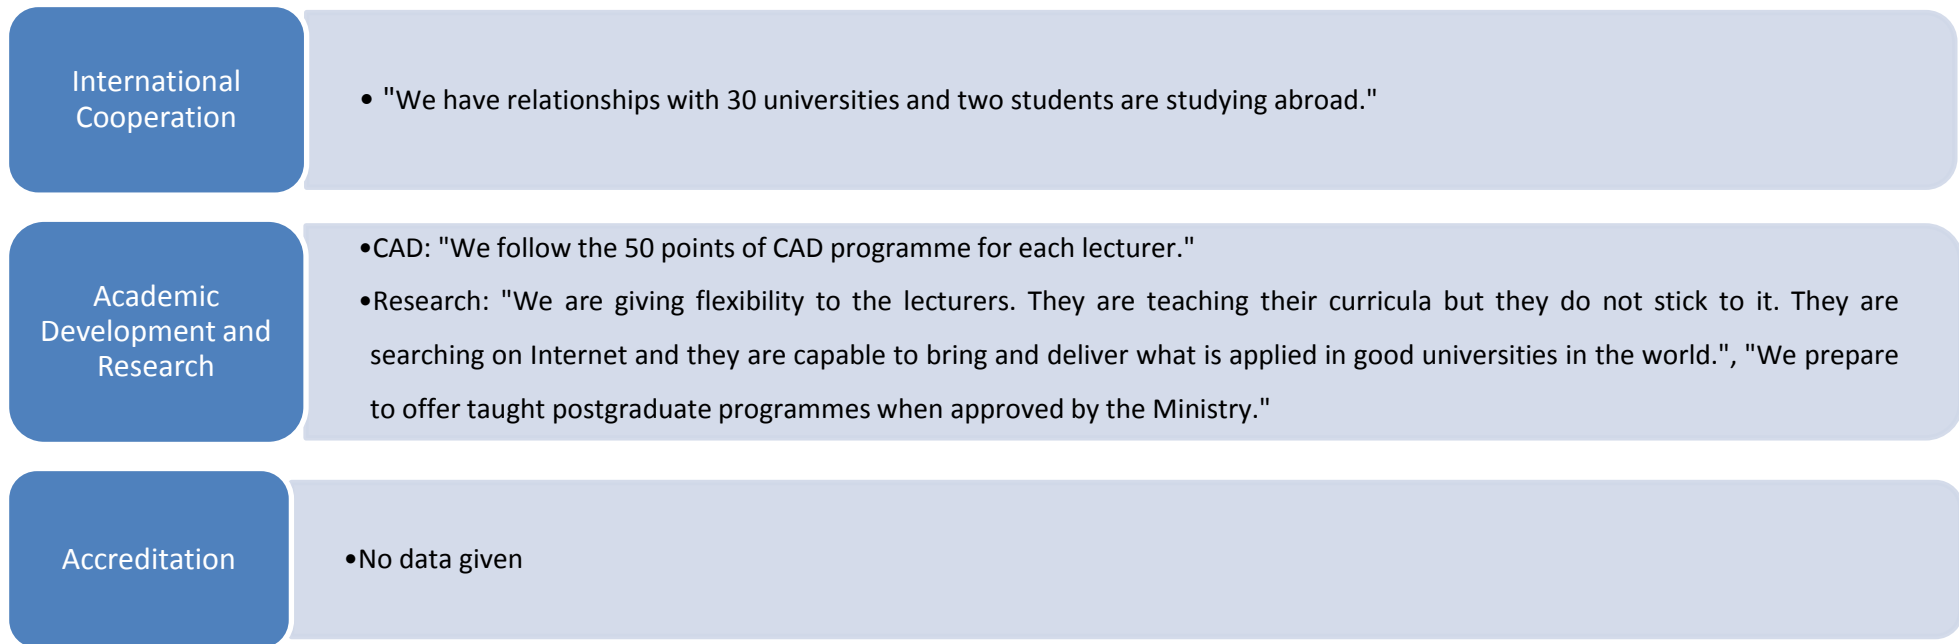 International
Cooperation
• "We have relationships with 30 universities and two students are studying abroad."
Academic
Development and
Research
•CAD: "We follow the 50 points of CAD programme for each lecturer."
•Research: "We are giving flexibility to the lecturers. They are teaching their curricula but they do not stick to it. They are
searching on Internet and they are capable to bring and deliver what is applied in good universities in the world.", "We prepare
to offer taught postgraduate programmes when approved by the Ministry."
Accreditation
•No data given